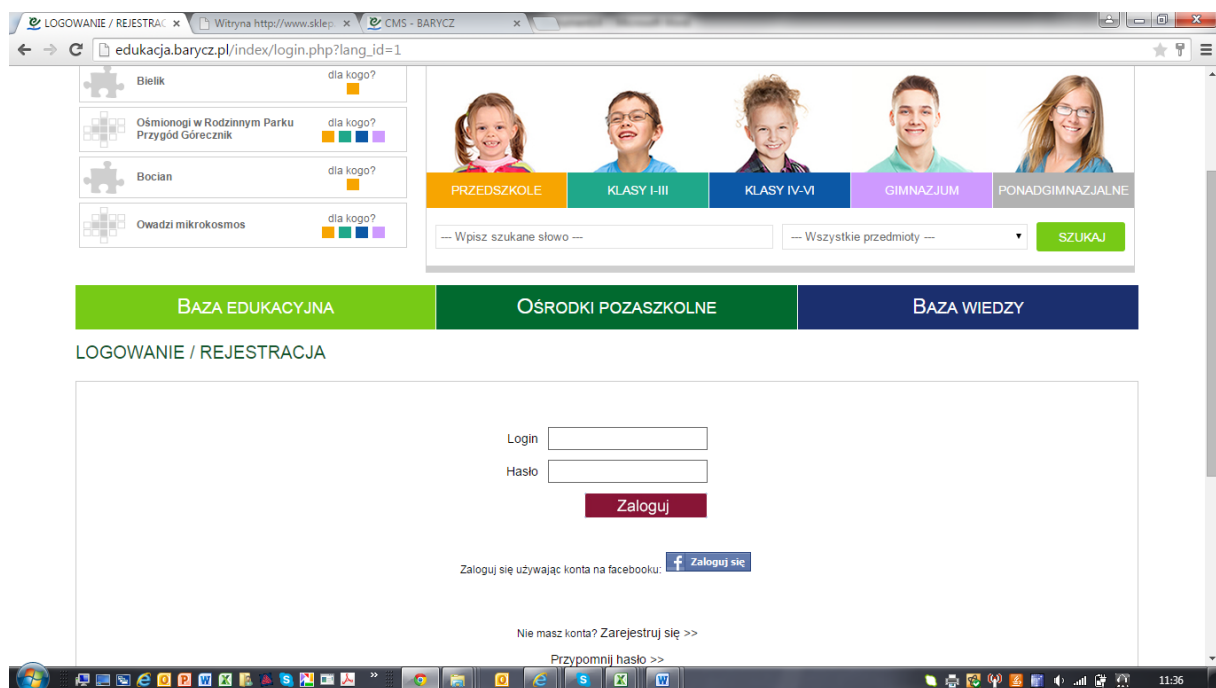 LOGOWANIE / REJESTRAC
Witryna http://www.sklep.
CMS - BARYCZ
edukacja.barycz.pl/index/login.php?lang_id=1
Bielik
dla kogo?
Ośmionogi w Rodzinnym Parku
Przygód Górecznik
dla kogo?
Bocian
dla kogo?
Owadzi mikrokosmos
dla kogo?
PRZEDSZKOLE
KLASY I-III
KLASY IV-VI
GIMNAZJUM
PONADGIMNAZJALNE
--- Wpisz szukane słowo ---
--- Wszystkie przedmioty ---
SZUKAJ
BAZA EDUKACYJNA
OŚRODKI POZASZKOLNE
BAZA WIEDZY
LOGOWANIE / REJESTRACJA
Login
Hasło
Zaloguj
Zaloguj się używając konta na facebooku:
f Zaloguj się
Nie masz konta? Zarejestruj się >>
Przypomnij hasło >>
11:36